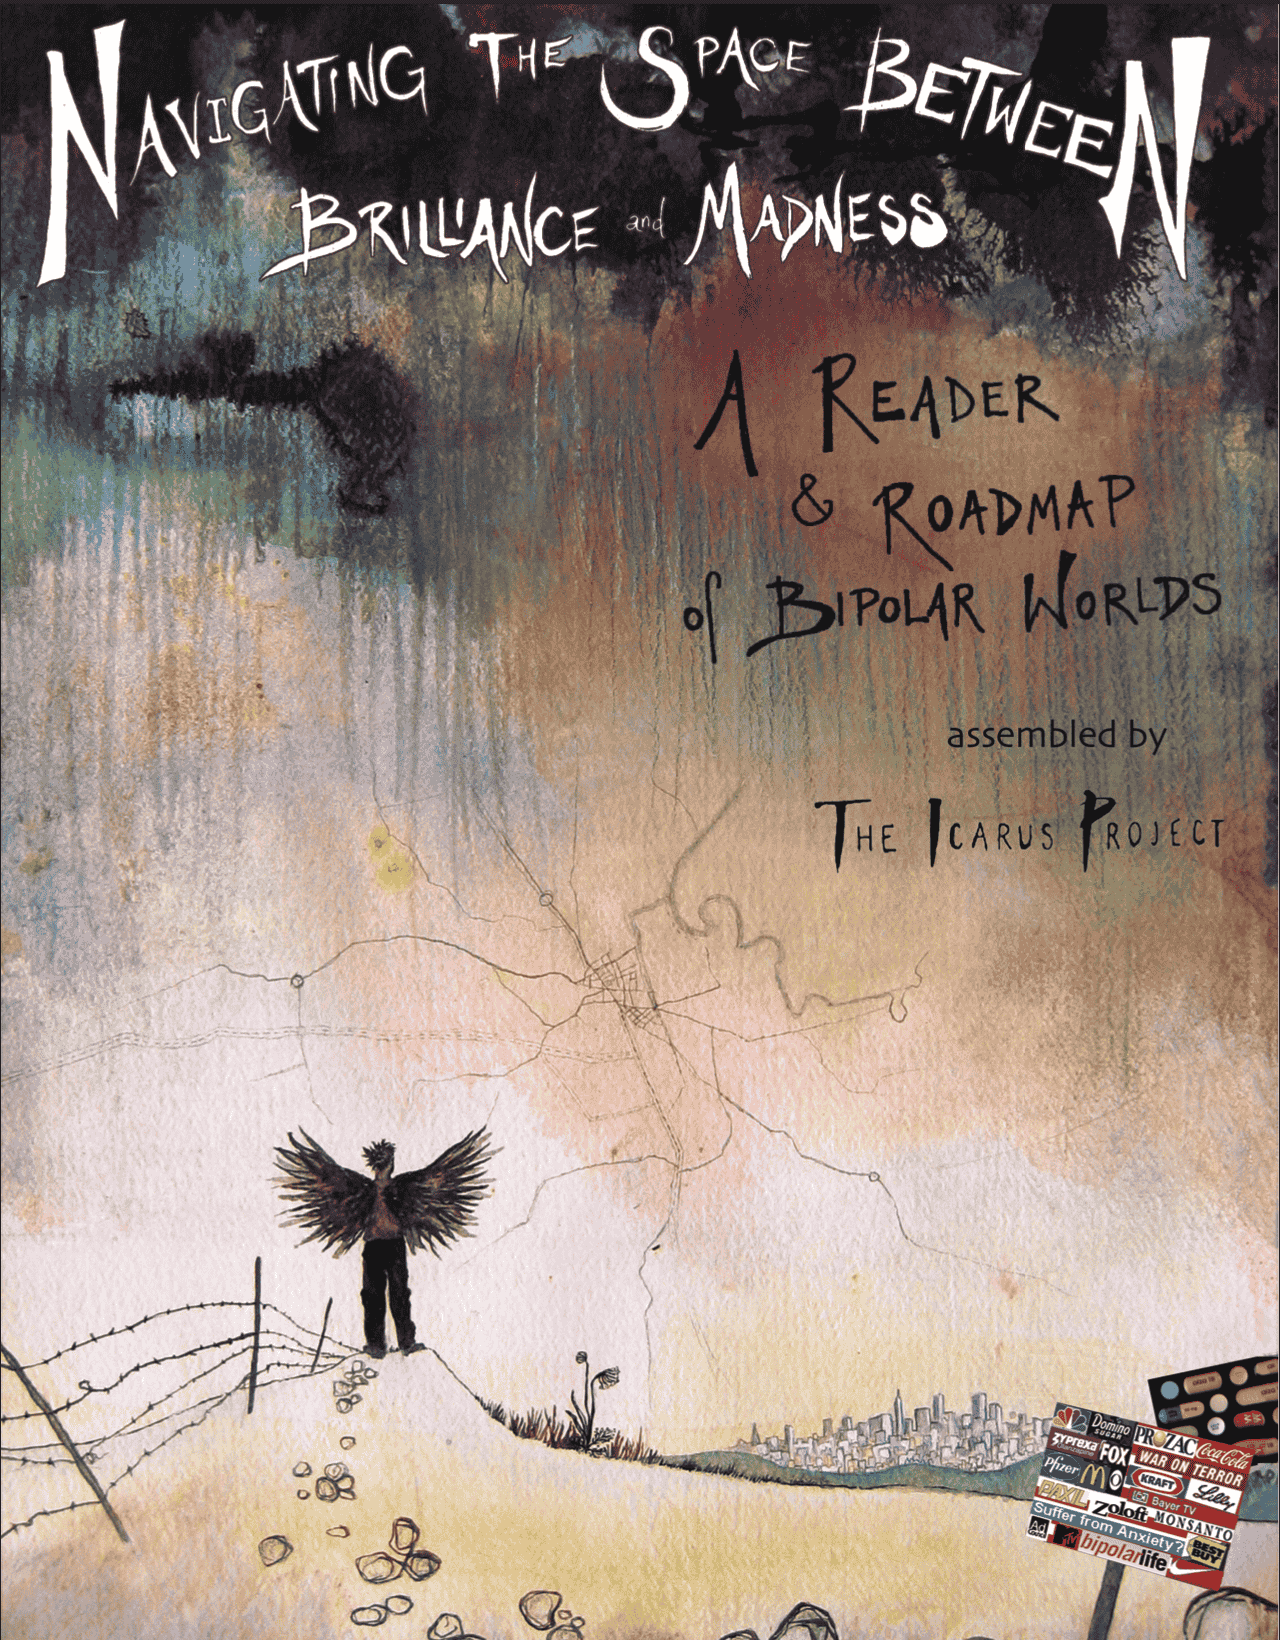 NAVIGATING THE SPACE BETWEEN
BRILLIANCE and MADNESS
A READER
& ROADMAP
of BIPOLAR WORLDS
assembled by
THE ICARUS PROJECT
Domino
SUGAR
PROZAC
Coca-Cola
zyprexa
FOX
WAR ON TERROR
Pfizer
KRAFT
Lilly
PAXIL
Zoloft
Bayer TV
MONSANTO
Suffer from Anxiety?
Ad
MTV
bipolarlife
BEST
BUY